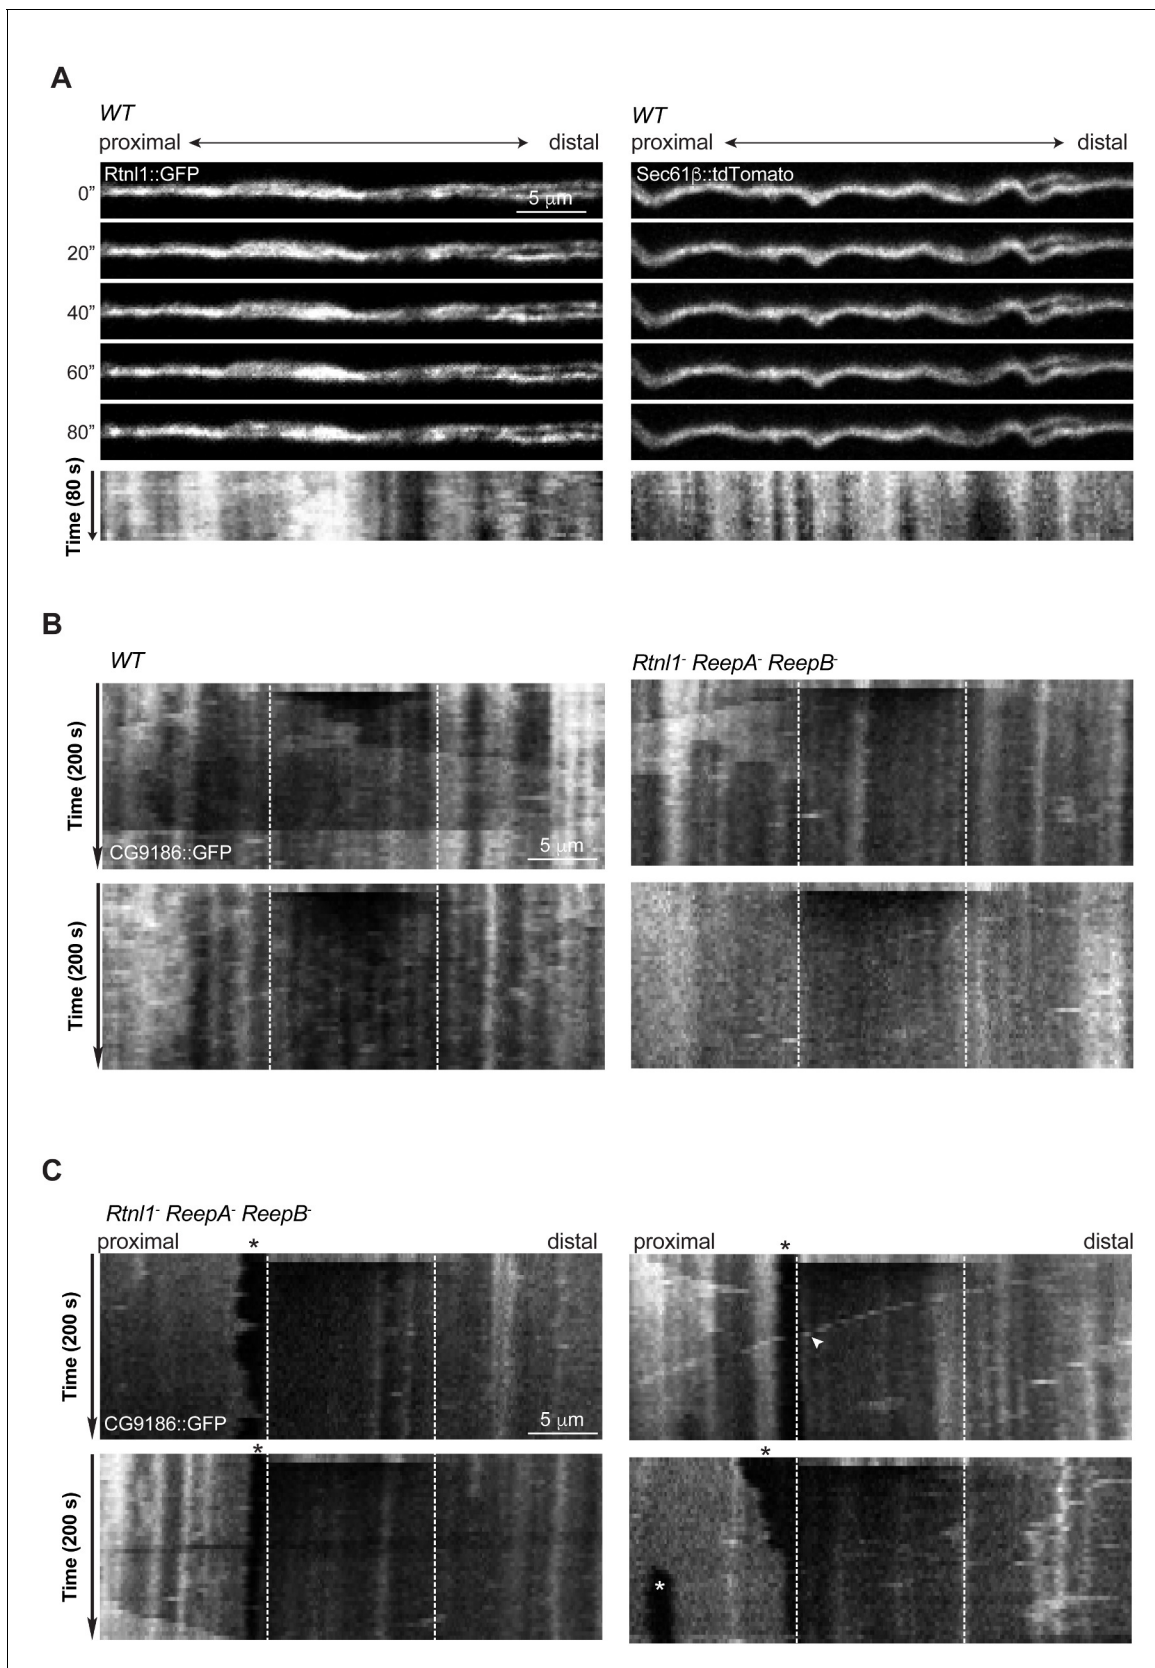 A
WT
proximal
distal
Rtnl1::GFP
5 μm
0”
20”
40”
60”
80”
Time (80 s)
WT
proximal
distal
Sec61β::tdTomato
B
WT
Time (200 s)
CG9186::GFP
5 μm
Time (200 s)
Rtnl1- ReepA- ReepB-
C
Rtnl1- ReepA- ReepB-
proximal
*
distal
Time (200 s)
CG9186::GFP
5 μm
*
Time (200 s)
proximal
*
distal
*
*